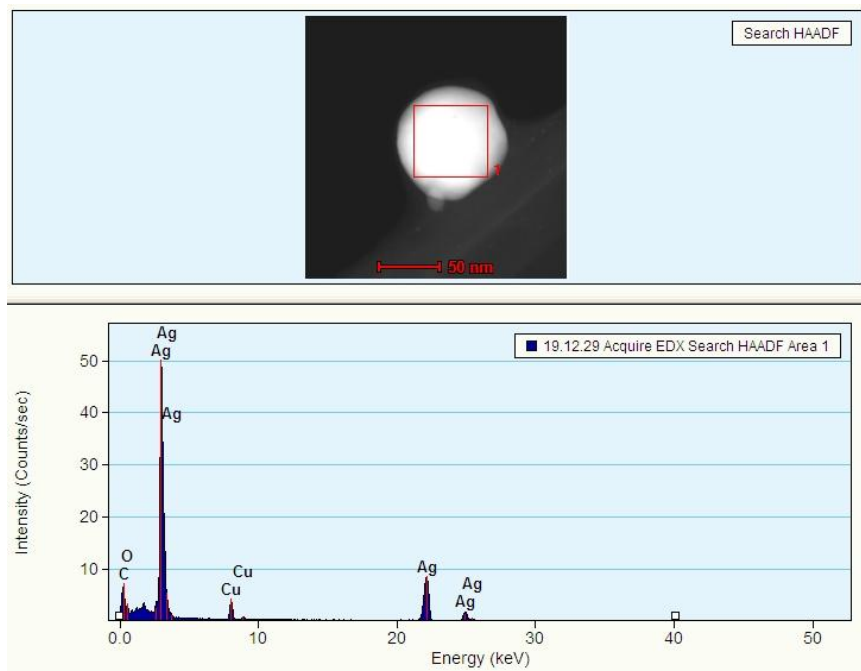 Search HAADF
1
50 nm
19.12.29 Acquire EDX Search HAADF Area 1
Intensity (Counts/sec)
50
40
30
20
10
Ag
Ag
Ag
O
C
Cu
Cu
Ag
Ag
Ag
0.0
10
20
30
40
50
Energy (keV)